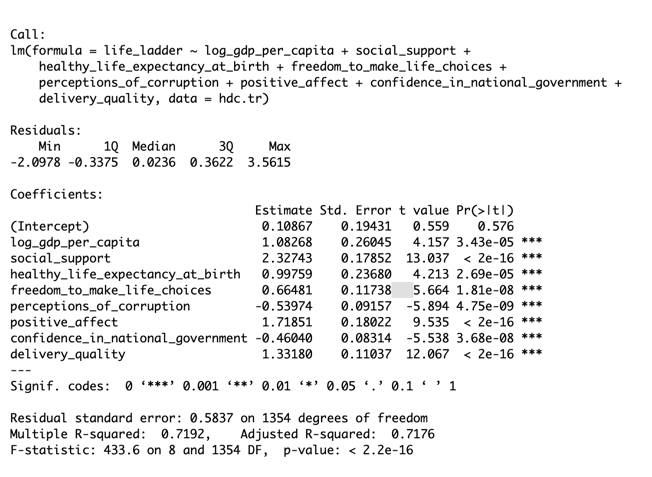 Call:
lm(formula = life_ladder ~ log_gdp_per_capita + social_support +
    healthy_life_expectancy_at_birth + freedom_to_make_life_choices +
    perceptions_of_corruption + positive_affect + confidence_in_national_government +
    delivery_quality, data = hdc.tr)

Residuals:
    Min      1Q  Median      3Q     Max
-2.0978 -0.3375  0.0236  0.3622  3.5615

Coefficients:
                                  Estimate Std. Error t value Pr(>|t|)
(Intercept)                        0.10867    0.19431   0.559    0.576
log_gdp_per_capita                 1.08268    0.26045   4.157 3.43e-05 ***
social_support                     2.32743    0.17852  13.037  < 2e-16 ***
healthy_life_expectancy_at_birth   0.99759    0.23680   4.213 2.69e-05 ***
freedom_to_make_life_choices       0.66481    0.11738   5.664 1.81e-08 ***
perceptions_of_corruption         -0.53974    0.09157  -5.894 4.75e-09 ***
positive_affect                    1.71851    0.18022   9.535  < 2e-16 ***
confidence_in_national_government -0.46040    0.08314  -5.538 3.68e-08 ***
delivery_quality                   1.33180    0.11037  12.067  < 2e-16 ***
---
Signif. codes:  0 ‘***’ 0.001 ‘**’ 0.01 ‘*’ 0.05 ‘.’ 0.1 ‘ ’ 1

Residual standard error: 0.5837 on 1354 degrees of freedom
Multiple R-squared:  0.7192,    Adjusted R-squared:  0.7176
F-statistic: 433.6 on 8 and 1354 DF,  p-value: < 2.2e-16